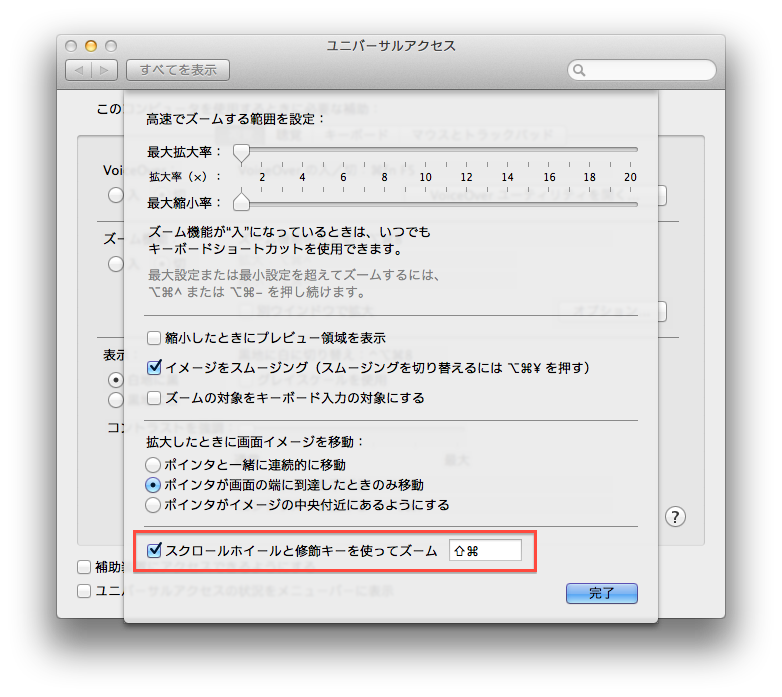 ユニバーサルアクセス
すべてを表示
このコンピュータを使用するときに必要な補助：
高速でズームする範囲を設定：
最大拡大率：
拡大率（×）： 2 4 6 8 10 12 14 16 18 20
最大縮小率：
ズーム機能が“入”になっているときは、いつでも
キーボードショートカットを使用できます。
最大設定または最小設定を超えてズームするには、
⌥⌘^ または ⌥⌘− を押し続けます。
縮小したときにプレビュー領域を表示
イメージをスムージング（スムージングを切り替えるには ⌥⌘¥ を押す）
ズームの対象をキーボード入力の対象にする
拡大したときに画面イメージを移動：
ポインタと一緒に連続的に移動
ポインタが画面の端に到達したときのみ移動
ポインタがイメージの中央付近にあるようにする
スクロールホイールと修飾キーを使ってズーム ⇧⌘
完了
?
ユニバーサルアクセスの状況をメニューバーに表示